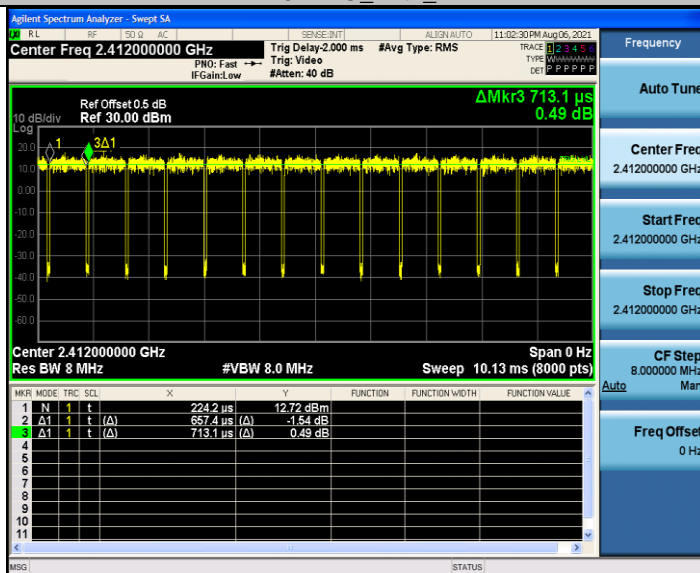 Agilent Spectrum Analyzer - Swept SA
LXI RL RF 50 Ω AC SENSE:INT ALIGN AUTO 11:02:30 PM Aug 06, 2021
Center Freq 2.412000000 GHz
PNO: Fast
IFGain:Low
Trig Delay-2.000 ms
Trig: Video
#Atten: 40 dB
#Avg Type: RMS
TRACE 1 2 3 4 5 6
TYPE W
DET P P P P P P
Ref Offset 0.5 dB
10 dB/div Ref 30.00 dBm
Log
ΔMkr3 713.1 µs
0.49 dB
1
3Δ1
20.0
10.0
0.00
-10.0
-20.0
-30.0
-40.0
-50.0
-60.0
Center 2.412000000 GHz Span 0 Hz
Res BW 8 MHz #VBW 8.0 MHz Sweep 10.13 ms (8000 pts)
MKR MODE TRC SCL X Y FUNCTION FUNCTION WIDTH FUNCTION VALUE
1 N 1 t 224.2 µs 12.72 dBm
2 Δ1 1 t (Δ) 657.4 µs (Δ) -1.54 dB
3 Δ1 1 t (Δ) 713.1 µs (Δ) 0.49 dB
4
5
6
7
8
9
10
11
MSG STATUS
Frequency
Auto Tune
Center Freq
2.412000000 GHz
Start Freq
2.412000000 GHz
Stop Freq
2.412000000 GHz
CF Step
8.000000 MHz
Auto Man
Freq Offset
0 Hz